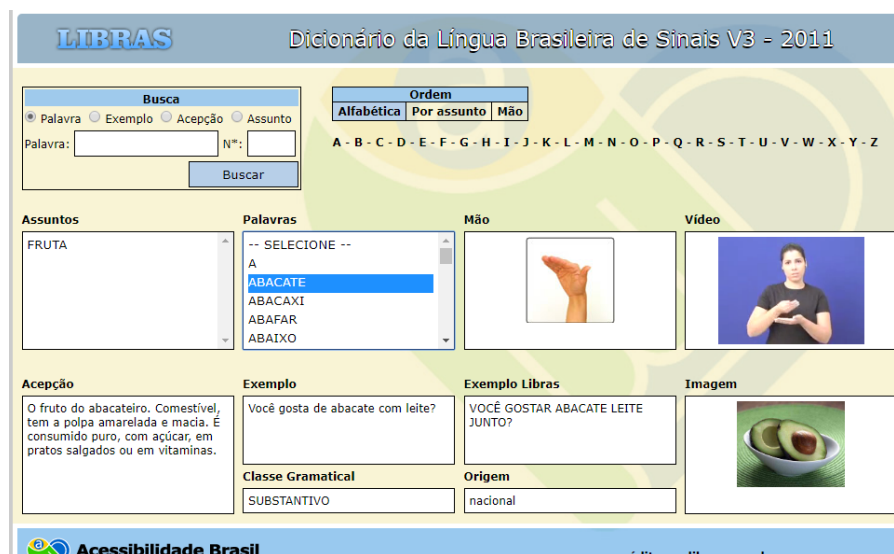 LIBRAS
Dicionário da Língua Brasileira de Sinais V3 - 2011
Busca
Palavra Exemplo Acepção Assunto
Palavra: N*:
Buscar
Ordem
Alfabética Por assunto Mão
A - B - C - D - E - F - G - H - I - J - K - L - M - N - O - P - Q - R - S - T - U - V - W - X - Y - Z
Assuntos
FRUTA
Palavras
-- SELECIONE --
A
ABACATE
ABACAXI
ABAFAR
ABAIXO
Mão
Vídeo
Acepção
O fruto do abacateiro. Comestível,
tem a polpa amarelada e macia. É
consumido puro, com açúcar, em
pratos salgados ou em vitaminas.
Exemplo
Você gosta de abacate com leite?
Exemplo Libras
VOCÊ GOSTAR ABACATE LEITE
JUNTO?
Imagem
Classe Gramatical
SUBSTANTIVO
Origem
nacional
Acessibilidade Brasil